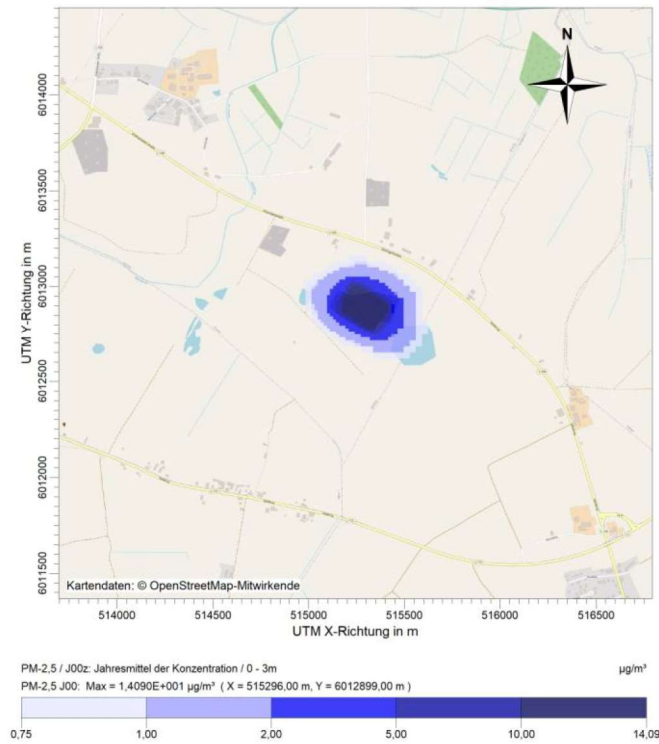 N
6014000
6013500
6013000
6012500
6012000
6011500
UTM Y-Richtung in m
Kartendaten: © OpenStreetMap-Mitwirkende
514000 514500 515000 515500 516000 516500
UTM X-Richtung in m
PM-2,5 / J00z: Jahresmittel der Konzentration / 0 - 3m µg/m³
PM-2,5 J00: Max = 1,4090E+001 µg/m³ ( X = 515296,00 m, Y = 6012899,00 m )
0,75 1,00 2,00 5,00 10,00 14,09